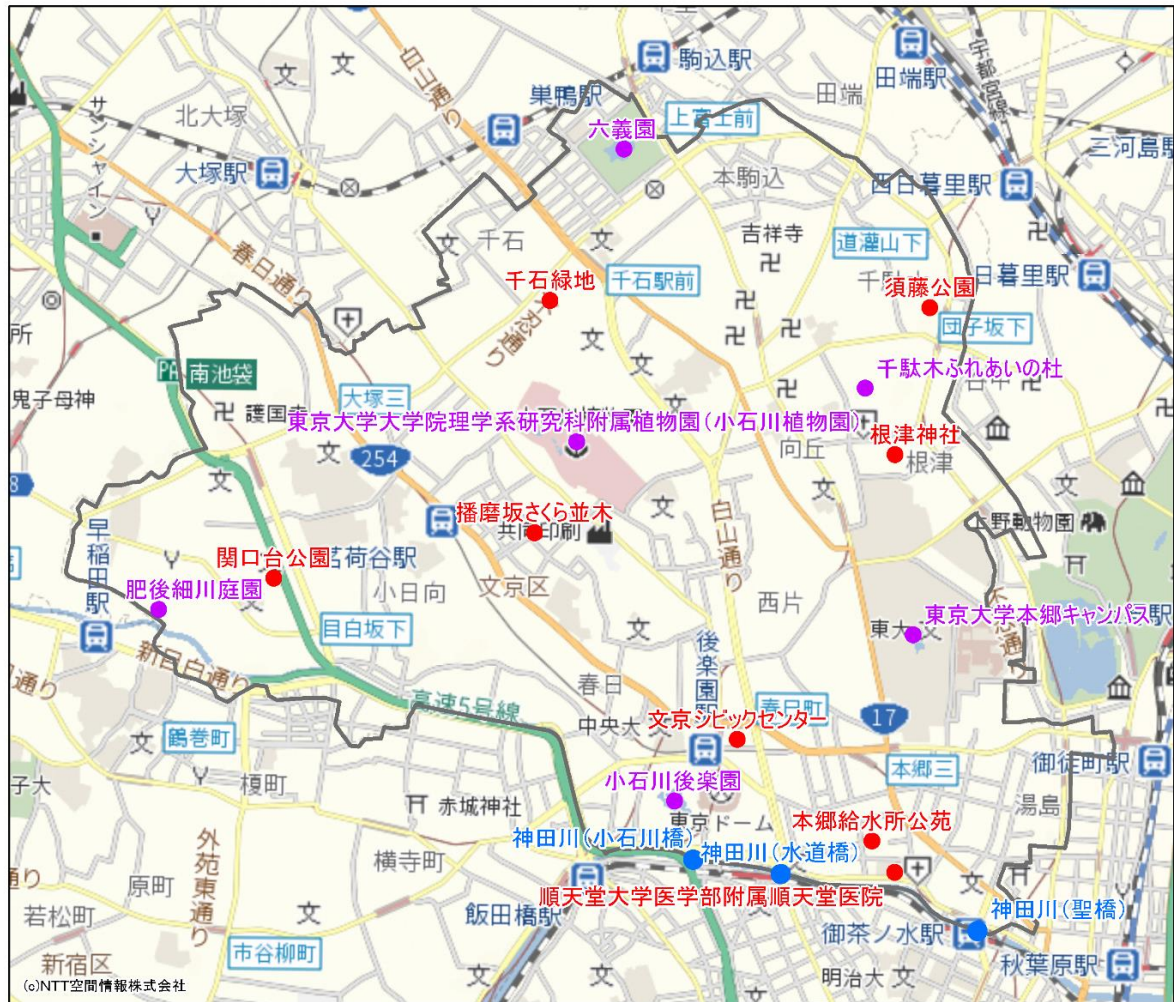 駒込駅
田端駅
宇都宮線
白山通り
巣鴨駅
田端
上富士前
六義園
北大塚
サンシャイン
大塚駅
三河島駅
西日暮里駅
本駒込
吉祥寺
道灌山下
千石
春日通り
千石緑地
千石駅前
日暮里駅
須藤公園
不忍通り
団子坂下
南池袋
大塚三
千駄木ふれあいの杜
鬼子母神
護国寺
東京大学大学院理学系研究科附属植物園(小石川植物園)
根津神社
向丘
根津
254
早稲田駅
播磨坂さくら並木
共同印刷
白山通り
上野動物園
関口台公園
茗荷谷駅
肥後細川庭園
小日向
文京区
西片
不忍通り
目白坂下
東大
東京大学本郷キャンパス
新目白通り
後楽園駅
春日
高速5号線
中央大
文京シビックセンター
春日町
17
鶴巻町
榎町
赤城神社
小石川後楽園
本郷三
御徒町駅
湯島
東京ドーム
本郷給水所公苑
外苑東通り
横寺町
神田川(小石川橋)
神田川(水道橋)
原町
順天堂大学医学部附属順天堂医院
若松町
飯田橋駅
神田川(聖橋)
御茶ノ水駅
市谷柳町
新宿区
明治大
秋葉原駅
(c)NTT空間情報株式会社